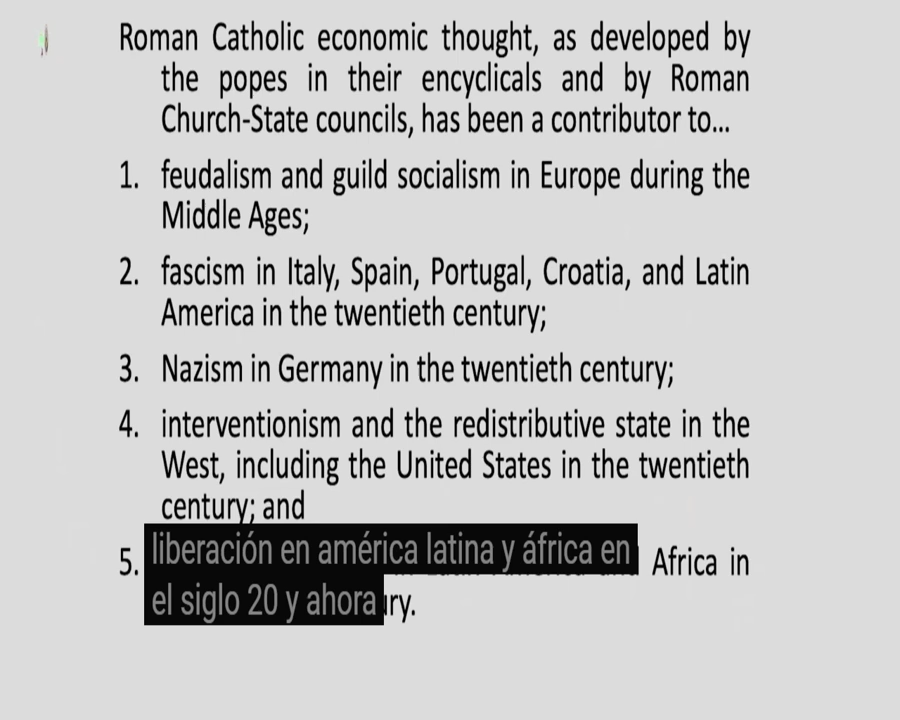 Roman Catholic economic thought, as developed by
the popes in their encyclicals and by Roman
Church-State councils, has been a contributor to...
1. feudalism and guild socialism in Europe during the
Middle Ages;
2. fascism in Italy, Spain, Portugal, Croatia, and Latin
America in the twentieth century;
3. Nazism in Germany in the twentieth century;
4. interventionism and the redistributive state in the
West, including the United States in the twentieth
century; and
5. Africa in
liberación en américa latina y áfrica en
el siglo 20 y ahora